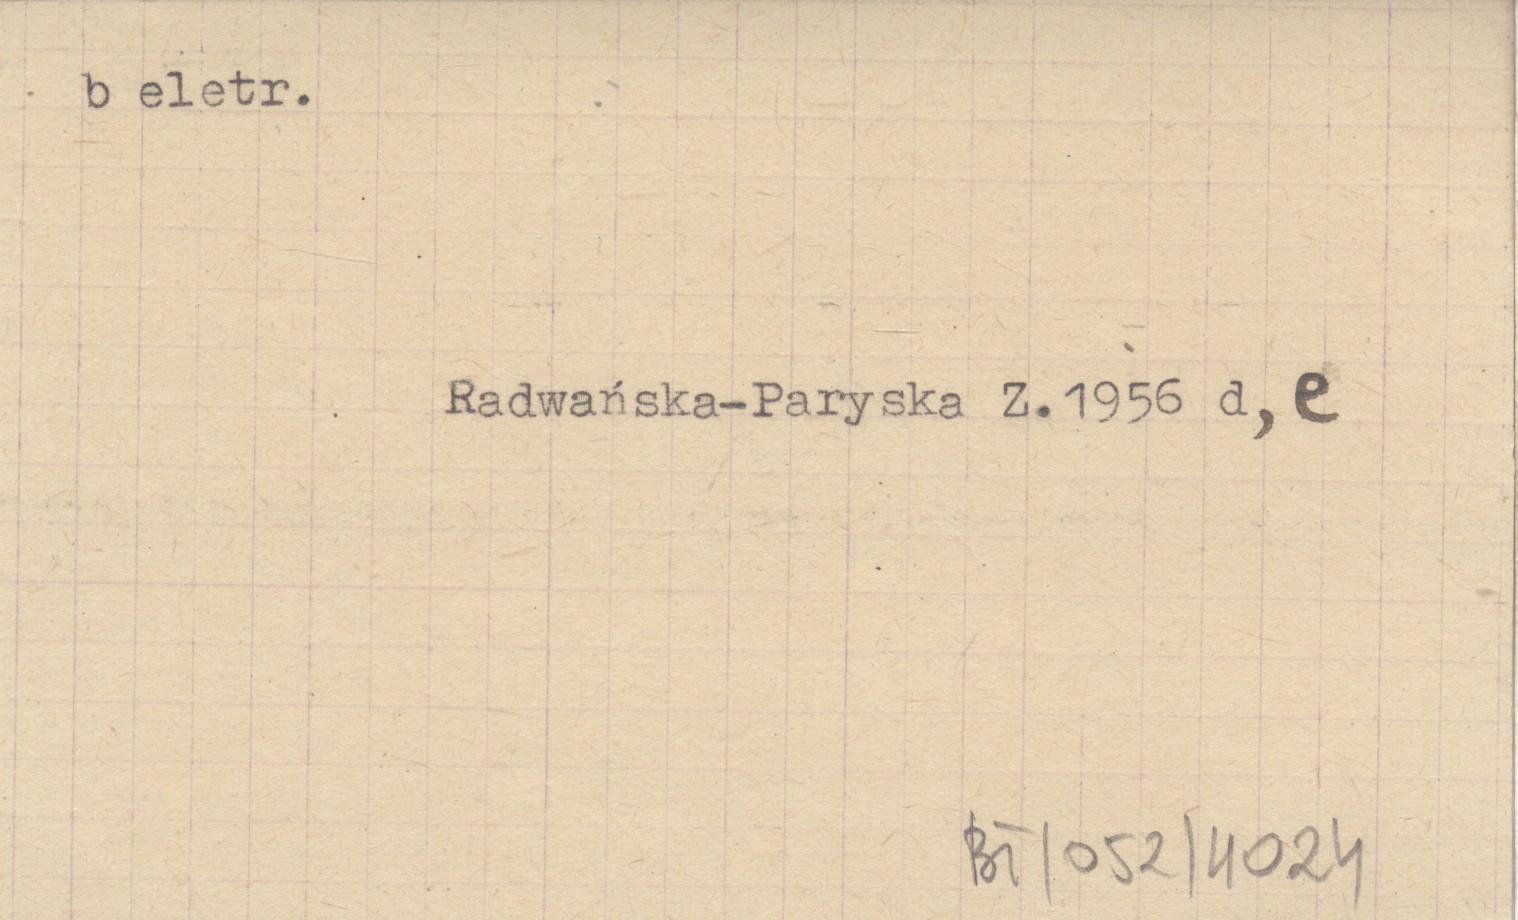 b eletr.
Radwańska-Paryska Z.1956 d, e
BT/052/4024